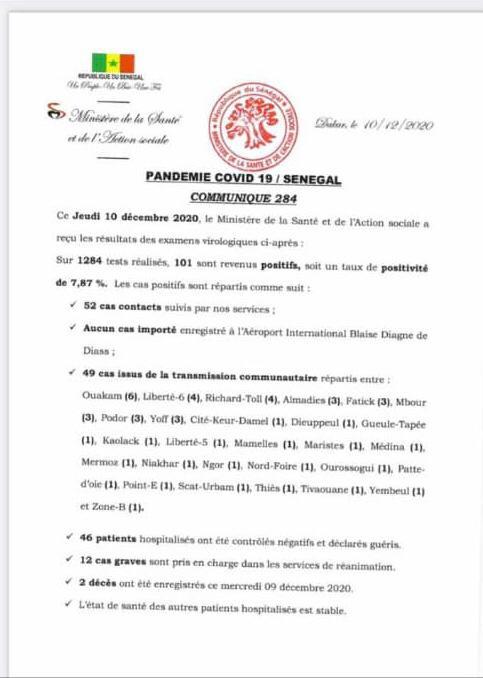 REPUBLIQUE DU SENEGAL
Un Peuple-Un But-Une Foi
Ministère de la Santé
et de l'Action sociale
République du Sénégal
MINISTERE DE LA SANTE ET DE L'ACTION SOCIALE
Dakar, le 10/12/2020
PANDEMIE COVID 19 / SENEGAL
COMMUNIQUE 284
Ce Jeudi 10 décembre 2020, le Ministère de la Santé et de l'Action sociale a
reçu les résultats des examens virologiques ci-après :
Sur 1284 tests réalisés, 101 sont revenus positifs, soit un taux de positivité
de 7,87 %. Les cas positifs sont répartis comme suit :
✓ 52 cas contacts suivis par nos services ;
✓ Aucun cas importé enregistré à l'Aéroport International Blaise Diagne de
Diass ;
✓ 49 cas issus de la transmission communautaire répartis entre :
Ouakam (6), Liberté-6 (4), Richard-Toll (4), Almadies (3), Fatick (3), Mbour
(3), Podor (3), Yoff (3), Cité-Keur-Damel (1), Dieuppeul (1), Gueule-Tapée
(1), Kaolack (1), Liberté-5 (1), Mamelles (1), Maristes (1), Médina (1),
Mermoz (1), Niakhar (1), Ngor (1), Nord-Foire (1), Ourossogui (1), Patte-
d'oie (1), Point-E (1), Scat-Urbam (1), Thiès (1), Tivaouane (1), Yembeul (1)
et Zone-B (1).
✓ 46 patients hospitalisés ont été contrôlés négatifs et déclarés guéris.
✓ 12 cas graves sont pris en charge dans les services de réanimation.
✓ 2 décès ont été enregistrés ce mercredi 09 décembre 2020.
✓ L'état de santé des autres patients hospitalisés est stable.